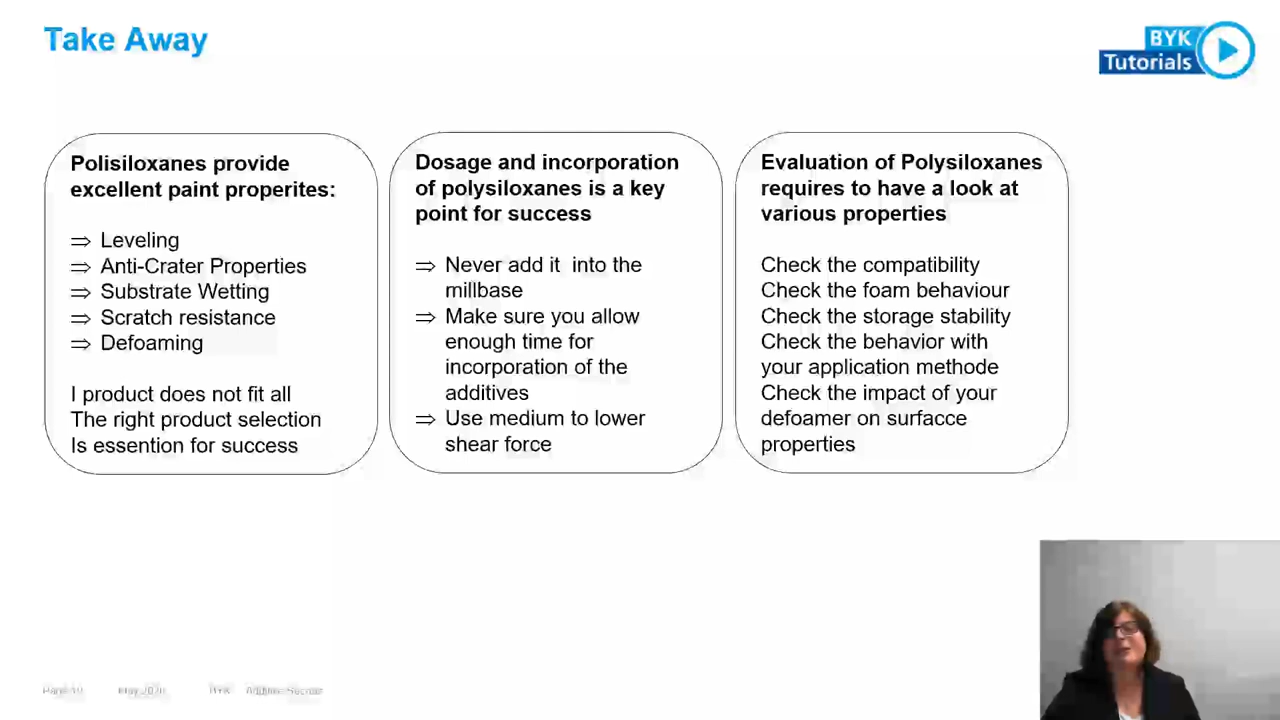 Take Away
BYK
Tutorials
Polisiloxanes provide
excellent paint properites:
⇒ Leveling
⇒ Anti-Crater Properties
⇒ Substrate Wetting
⇒ Scratch resistance
⇒ Defoaming
I product does not fit all
The right product selection
Is essention for success
Dosage and incorporation
of polysiloxanes is a key
point for success
⇒ Never add it into the
millbase
⇒ Make sure you allow
enough time for
incorporation of the
additives
⇒ Use medium to lower
shear force
Evaluation of Polysiloxanes
requires to have a look at
various properties
Check the compatibility
Check the foam behaviour
Check the storage stability
Check the behavior with
your application methode
Check the impact of your
defoamer on surfacce
properties
BYK